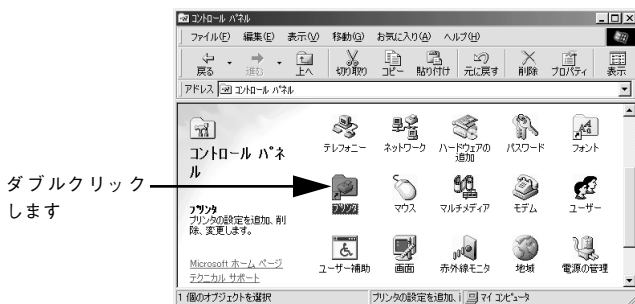 コントロール パネル
ファイル(F) 編集(E) 表示(V) 移動(G) お気に入り(A) ヘルプ(H)
戻る 進む 上へ 切り取り コピー 貼り付け 元に戻す 削除 プロパティ 表示
アドレス コントロール パネル
コントロール パネ
ル
プリンタ
プリンタの設定を追加、削
除、変更します。
Microsoft ホーム ページ
テクニカル サポート
テレフォニー ネットワーク ハードウェアの パスワード フォント
追加
プリンタ マウス マルチメディア モデム ユーザー
ユーザー補助 画面 赤外線モニタ 地域 電源の管理
1 個のオブジェクトを選択 プリンタの設定を追加、i マイ コンピュータ
ダブルクリック
します